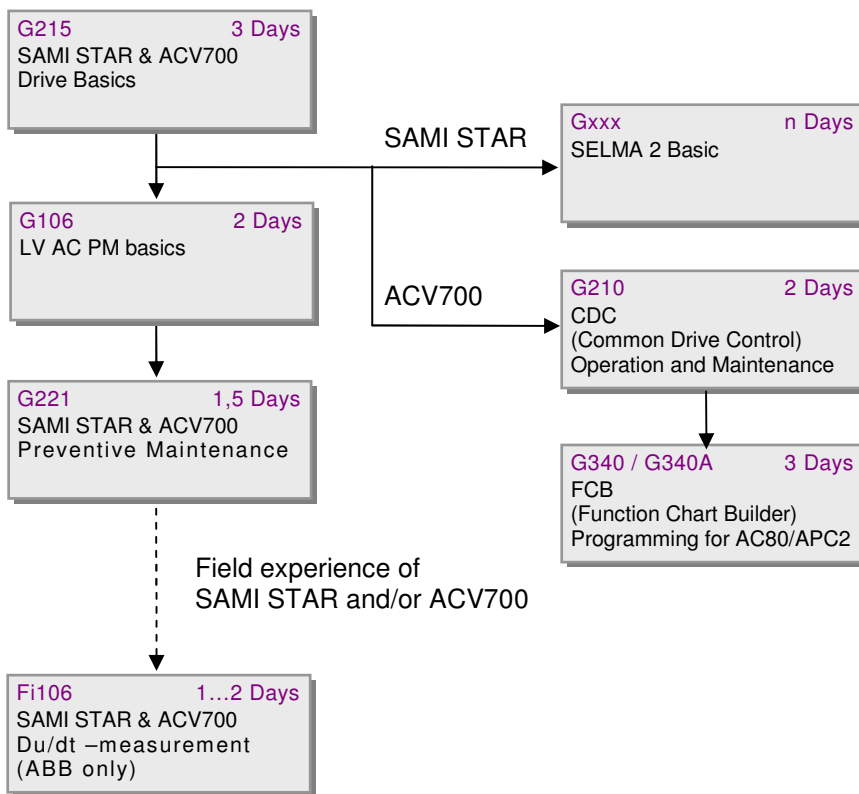 G215 3 Days
SAMI STAR & ACV700
Drive Basics
SAMI STAR
Gxxx n Days
SELMA 2 Basic
G106 2 Days
LV AC PM basics
ACV700
G210 2 Days
CDC
(Common Drive Control)
Operation and Maintenance
G221 1,5 Days
SAMI STAR & ACV700
Preventive Maintenance
G340 / G340A 3 Days
FCB
(Function Chart Builder)
Programming for AC80/APC2
Field experience of
SAMI STAR and/or ACV700
Fi106 1…2 Days
SAMI STAR & ACV700
Du/dt –measurement
(ABB only)